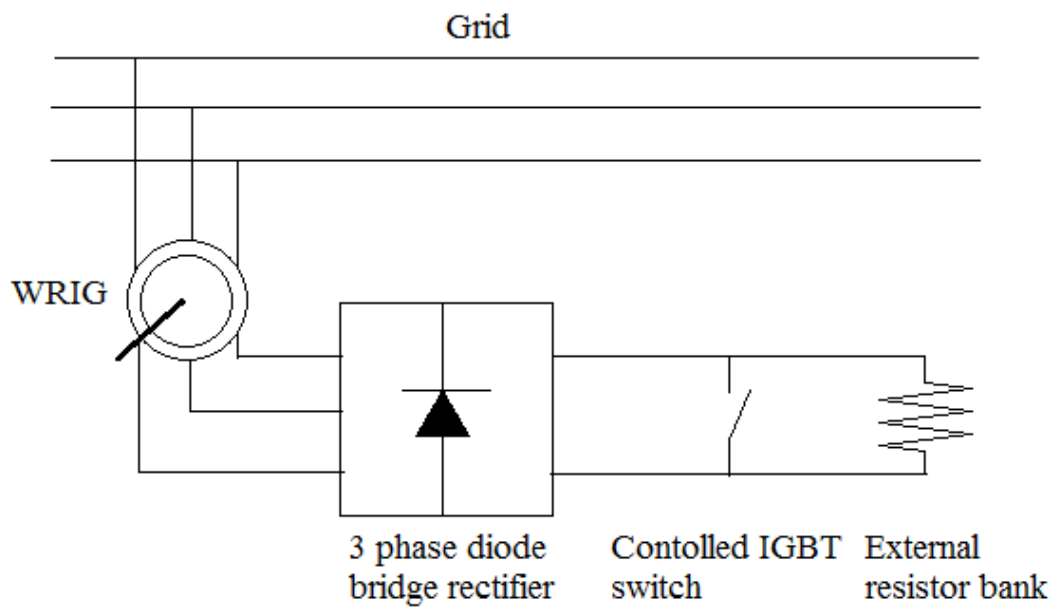 Grid
WRIG
3 phase diode
bridge rectifier
Contolled IGBT
switch
External
resistor bank